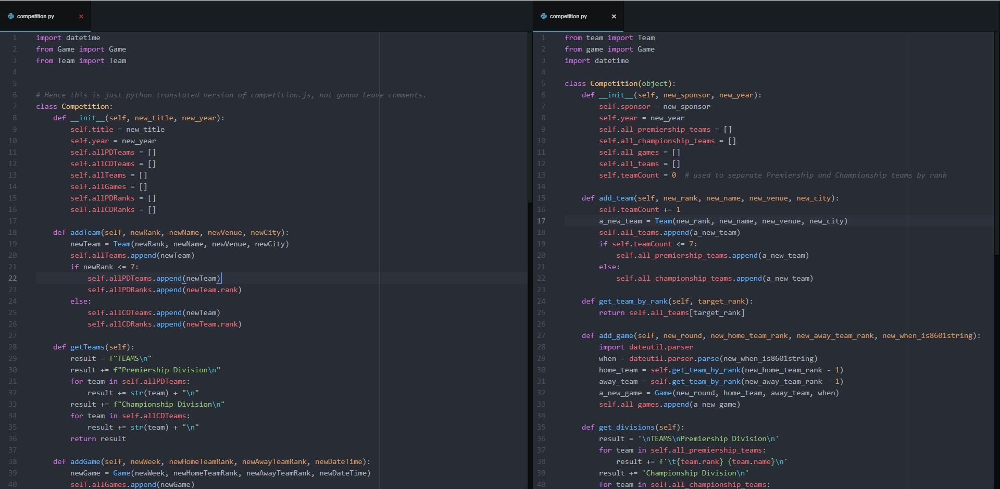 competition.py
1 import datetime
2 from Game import Game
3 from Team import Team
4
5
6 # Hence this is just python translated version of competition.js, not gonna leave comments.
7 class Competition:
8     def __init__(self, new_title, new_year):
9         self.title = new_title
10         self.year = new_year
11         self.allPDTeams = []
12         self.allCDTeams = []
13         self.allTeams = []
14         self.allGames = []
15         self.allPDRanks = []
16         self.allCDRanks = []
17
18     def addTeam(self, newRank, newName, newVenue, newCity):
19         newTeam = Team(newRank, newName, newVenue, newCity)
20         self.allTeams.append(newTeam)
21         if newRank <= 7:
22             self.allPDTeams.append(newTeam)
23             self.allPDRanks.append(newTeam.rank)
24         else:
25             self.allCDTeams.append(newTeam)
26             self.allCDRanks.append(newTeam.rank)
27
28     def getTeams(self):
29         result = f"TEAMS\n"
30         result += f"Premiership Division\n"
31         for team in self.allPDTeams:
32             result += str(team) + "\n"
33         result += f"Championship Division\n"
34         for team in self.allCDTeams:
35             result += str(team) + "\n"
36         return result
37
38     def addGame(self, newWeek, newHomeTeamRank, newAwayTeamRank, newDateTime):
39         newGame = Game(newWeek, newHomeTeamRank, newAwayTeamRank, newDateTime)
40         self.allGames.append(newGame)
competition.py
1 from team import Team
2 from game import Game
3 import datetime
4
5 class Competition(object):
6     def __init__(self, new_sponsor, new_year):
7         self.sponsor = new_sponsor
8         self.year = new_year
9         self.all_premiership_teams = []
10         self.all_championship_teams = []
11         self.all_games = []
12         self.all_teams = []
13         self.teamCount = 0  # used to separate Premiership and Championship teams by rank
14
15     def add_team(self, new_rank, new_name, new_venue, new_city):
16         self.teamCount += 1
17         a_new_team = Team(new_rank, new_name, new_venue, new_city)
18         self.all_teams.append(a_new_team)
19         if self.teamCount <= 7:
20             self.all_premiership_teams.append(a_new_team)
21         else:
22             self.all_championship_teams.append(a_new_team)
23
24     def get_team_by_rank(self, target_rank):
25         return self.all_teams[target_rank]
26
27     def add_game(self, new_round, new_home_team_rank, new_away_team_rank, new_when_is8601string):
28         import dateutil.parser
29         when = dateutil.parser.parse(new_when_is8601string)
30         home_team = self.get_team_by_rank(new_home_team_rank - 1)
31         away_team = self.get_team_by_rank(new_away_team_rank - 1)
32         a_new_game = Game(new_round, home_team, away_team, when)
33         self.all_games.append(a_new_game)
34
35     def get_divisions(self):
36         result = '\nTEAMS\nPremiership Division\n'
37         for team in self.all_premiership_teams:
38             result += f'\t{team.rank} {team.name}\n'
39         result += 'Championship Division\n'
40         for team in self.all_championship_teams: